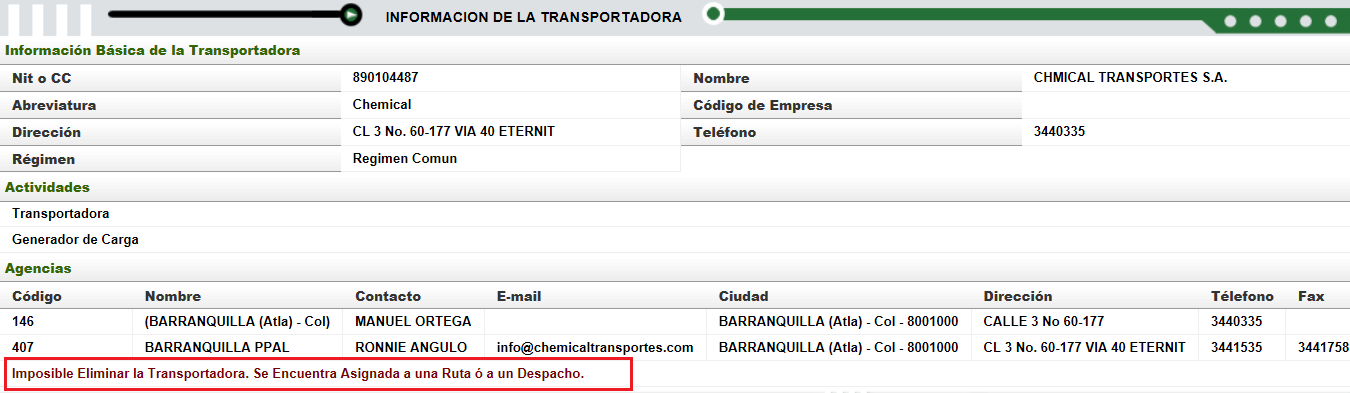 INFORMACION DE LA TRANSPORTADORA
Información Básica de la Transportadora
Nit o CC 890104487 Nombre CHMICAL TRANSPORTES S.A.
Abreviatura Chemical Código de Empresa
Dirección CL 3 No. 60-177 VIA 40 ETERNIT Teléfono 3440335
Régimen Regimen Comun
Actividades
Transportadora
Generador de Carga
Agencias
Código Nombre Contacto E-mail Ciudad Dirección Télefono Fax
146 (BARRANQUILLA (Atla) - Col) MANUEL ORTEGA BARRANQUILLA (Atla) - Col - 8001000 CALLE 3 No 60-177 3440335
407 BARRANQUILLA PPAL RONNIE ANGULO info@chemicaltransportes.com BARRANQUILLA (Atla) - Col - 8001000 CL 3 No. 60-177 VIA 40 ETERNIT 3441535 3441758
Imposible Eliminar la Transportadora. Se Encuentra Asignada a una Ruta ó a un Despacho.